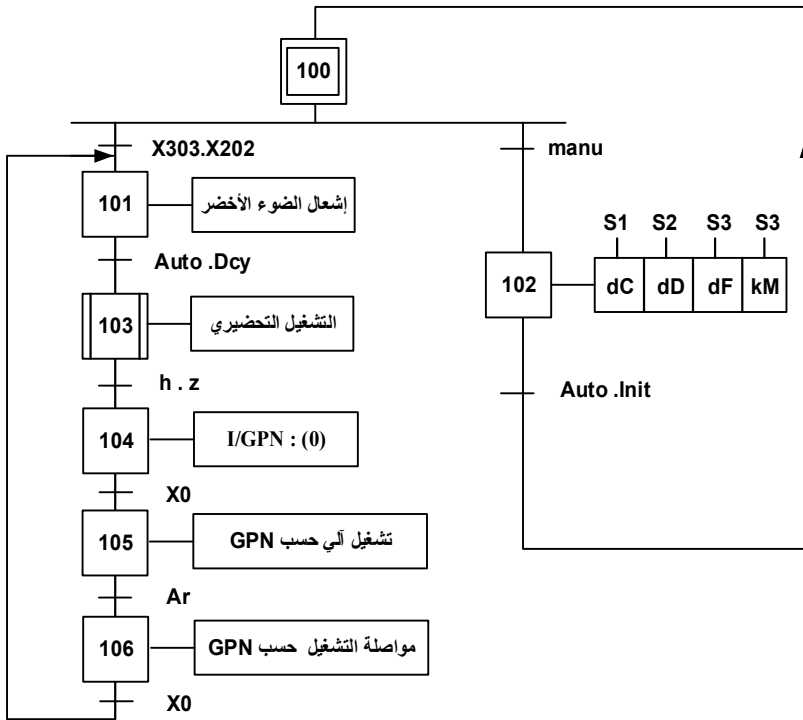 100
X303.X202
manu
101
إشعال الضوء الأخضر
S1 S2 S3 S3
Auto .Dcy
102
dC dD dF kM
103
التشغيل التحضيري
h . z
Auto .Init
104
I/GPN : (0)
X0
105
تشغيل آلي حسب GPN
Ar
106
مواصلة التشغيل حسب GPN
X0